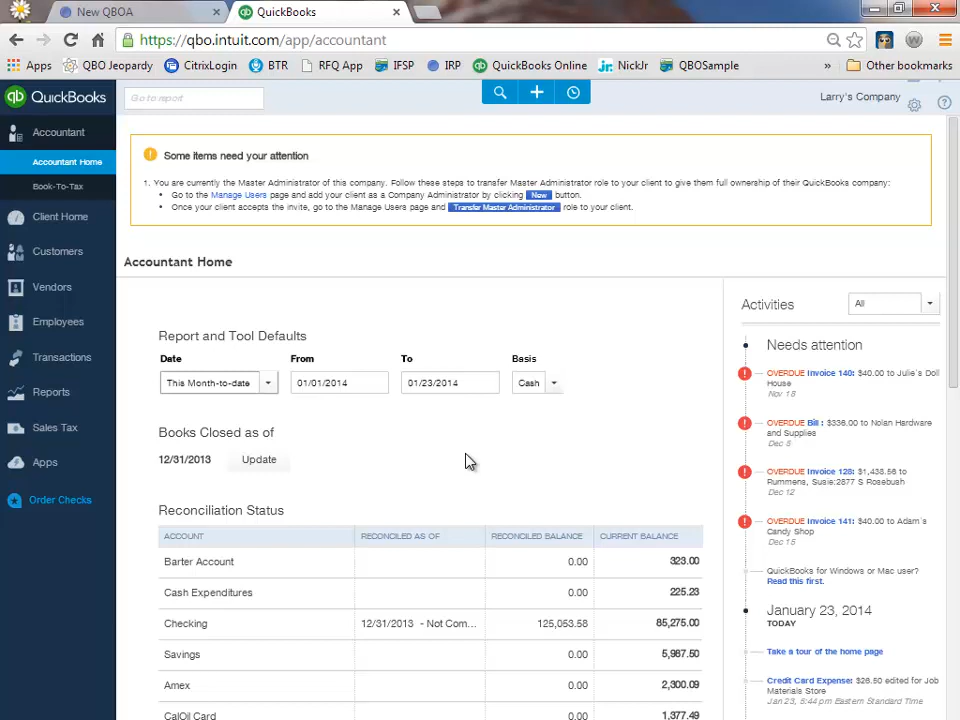 New QBOA
QuickBooks
https://qbo.intuit.com/app/accountant
Apps QBO Jeopardy CitrixLogin BTR RFQ App IFSP IRP QuickBooks Online NickJr QBOSample » Other bookmarks
qb QuickBooks
Go to report
Larry's Company
Accountant
Accountant Home
Book-To-Tax
Client Home
Customers
Vendors
Employees
Transactions
Reports
Sales Tax
Apps
Order Checks
Some items need your attention
1. You are currently the Master Administrator of this company. Follow these steps to transfer Master Administrator role to your client to give them full ownership of their QuickBooks company:
• Go to the Manage Users page and add your client as a Company Administrator by clicking New button.
• Once your client accepts the invite, go to the Manage Users page and Transfer Master Administrator role to your client.
Accountant Home
Report and Tool Defaults
Date From To Basis
This Month-to-date 01/01/2014 01/23/2014 Cash
Books Closed as of
12/31/2013 Update
Reconciliation Status
ACCOUNT RECONCILED AS OF RECONCILED BALANCE CURRENT BALANCE
Barter Account 0.00 323.00
Cash Expenditures 0.00 225.23
Checking 12/31/2013 - Not Com... 125,053.58 85,275.00
Savings 0.00 5,987.50
Amex 0.00 2,300.09
CalOil Card 0.00 1,377.49
Activities All
Needs attention
OVERDUE Invoice 140: $40.00 to Julie's Doll
House
Nov 18
OVERDUE Bill : $336.00 to Nolan Hardware
and Supplies
Dec 5
OVERDUE Invoice 128: $1,438.56 to
Rummens, Susie:2877 S Rosebush
Dec 12
OVERDUE Invoice 141: $40.00 to Adam's
Candy Shop
Dec 15
QuickBooks for Windows or Mac user?
Read this first.
January 23, 2014
TODAY
Take a tour of the home page
Credit Card Expense: $26.50 edited for Job
Materials Store
Jan 23, 5:44 pm Eastern Standard Time